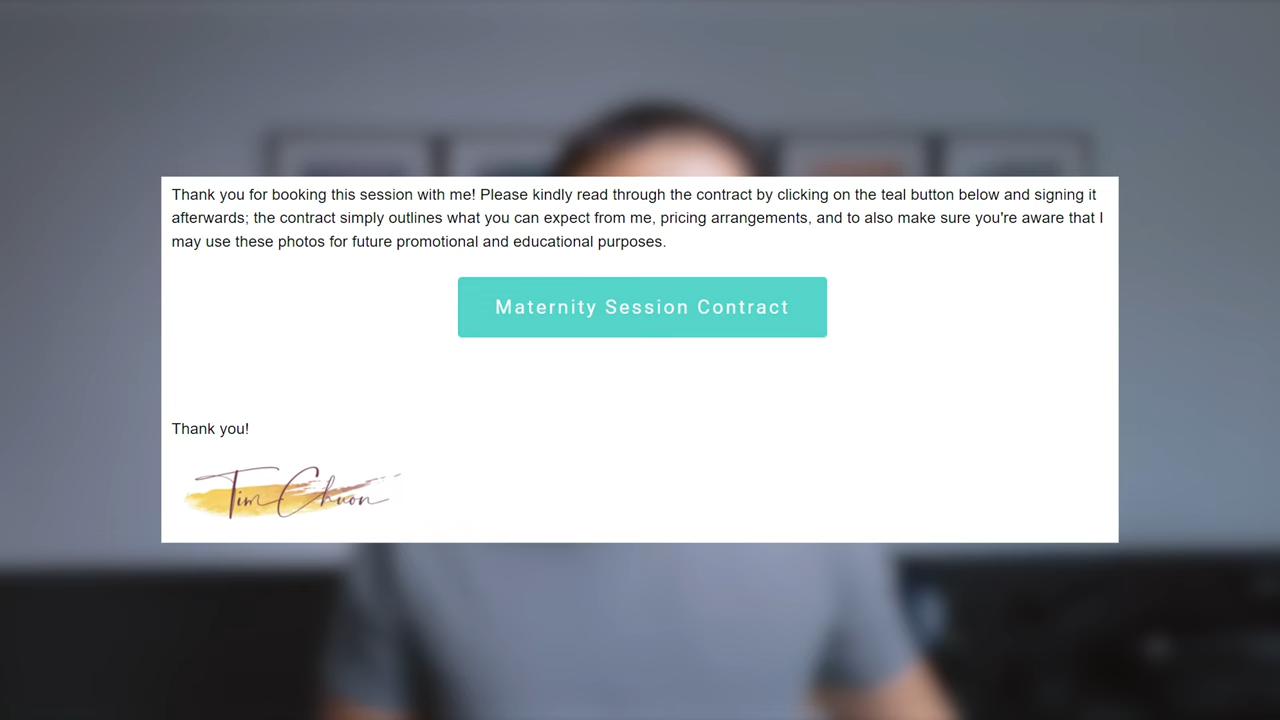 Thank you for booking this session with me! Please kindly read through the contract by clicking on the teal button below and signing it
afterwards; the contract simply outlines what you can expect from me, pricing arrangements, and to also make sure you're aware that I
may use these photos for future promotional and educational purposes.
Maternity Session Contract
Thank you!
Tim Chuon